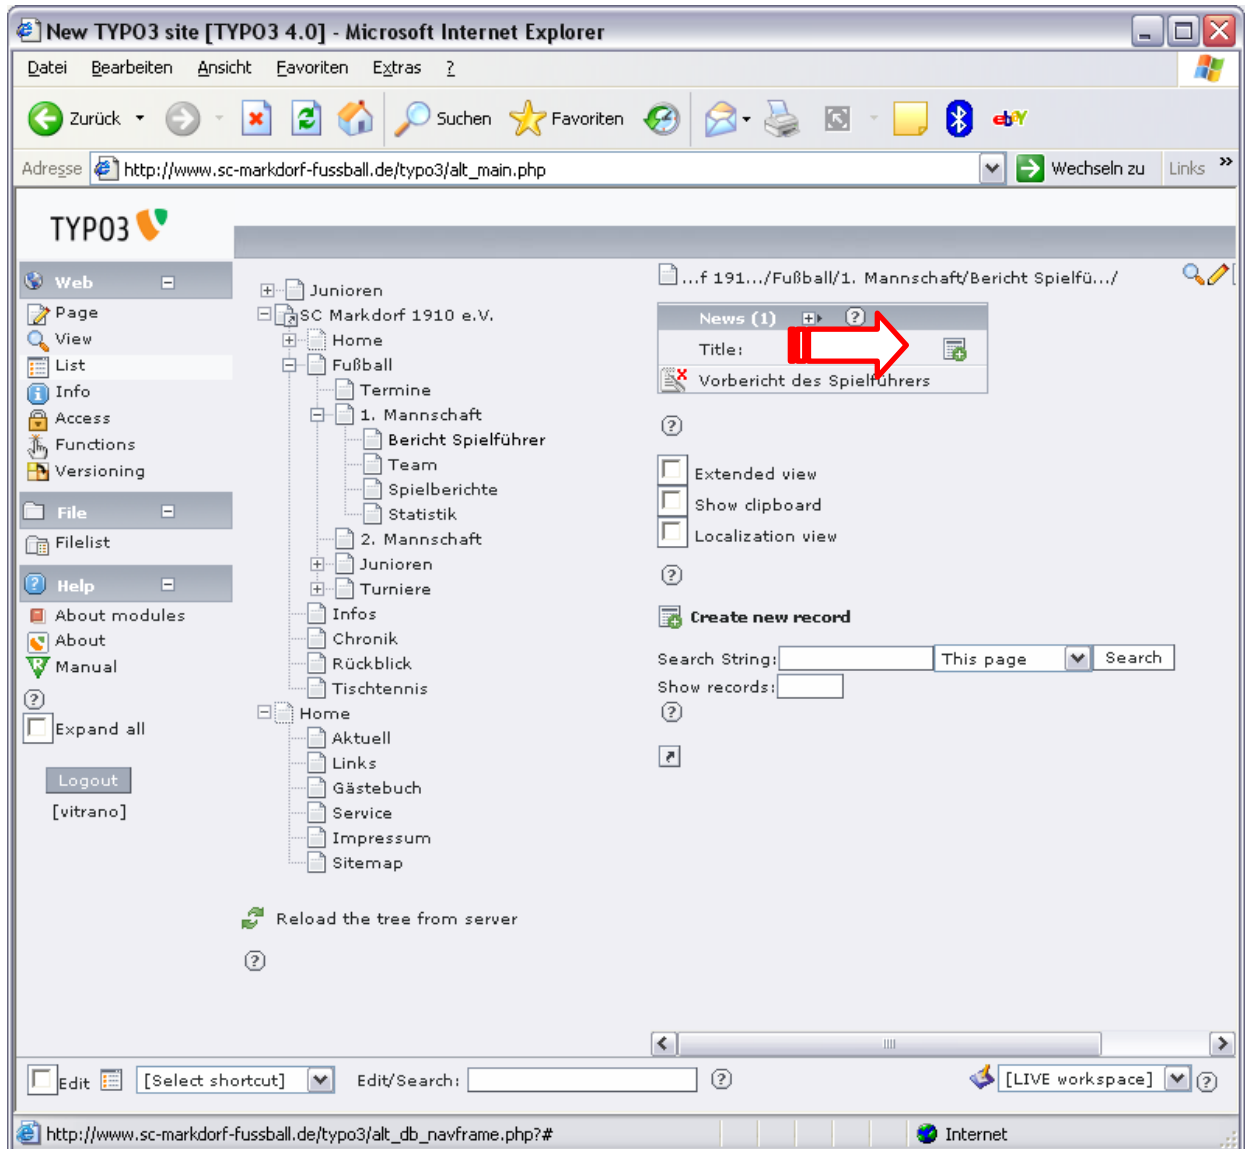 New TYPO3 site [TYPO3 4.0] - Microsoft Internet Explorer
Datei Bearbeiten Ansicht Favoriten Extras ?
Zurück Suchen Favoriten ebY
Adresse http://www.sc-markdorf-fussball.de/typo3/alt_main.php Wechseln zu Links »
TYPO3
Web
Page
View
List
Info
Access
Functions
Versioning
File
Filelist
Help
About modules
About
Manual
Expand all
Logout
[vitrano]
Junioren
SC Markdorf 1910 e.V.
Home
Fußball
Termine
1. Mannschaft
Bericht Spielführer
Team
Spielberichte
Statistik
2. Mannschaft
Junioren
Turniere
Infos
Chronik
Rückblick
Tischtennis
Home
Aktuell
Links
Gästebuch
Service
Impressum
Sitemap
Reload the tree from server
...f 191.../Fußball/1. Mannschaft/Bericht Spielfü.../
News (1)
Title:
Vorbericht des Spielführers
Extended view
Show clipboard
Localization view
Create new record
Search String: This page Search
Show records:
Edit [Select shortcut] Edit/Search: [LIVE workspace]
http://www.sc-markdorf-fussball.de/typo3/alt_db_navframe.php?# Internet